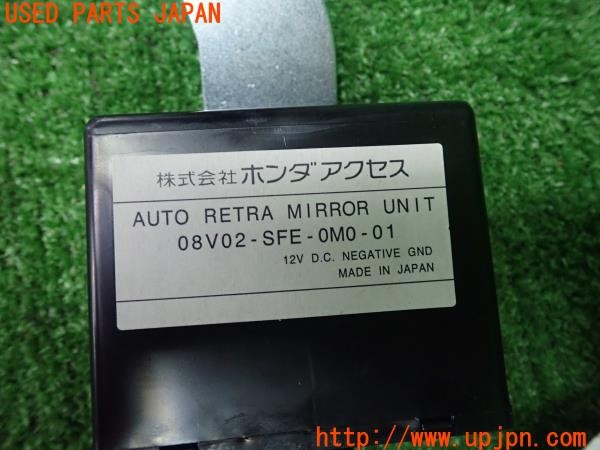 USED PARTS JAPAN
株式会社 ホンダアクセス
AUTO RETRA MIRROR UNIT
08V02-SFE-0M0-01
12V D.C. NEGATIVE GND
MADE IN JAPAN
http://www.upjpn.com/